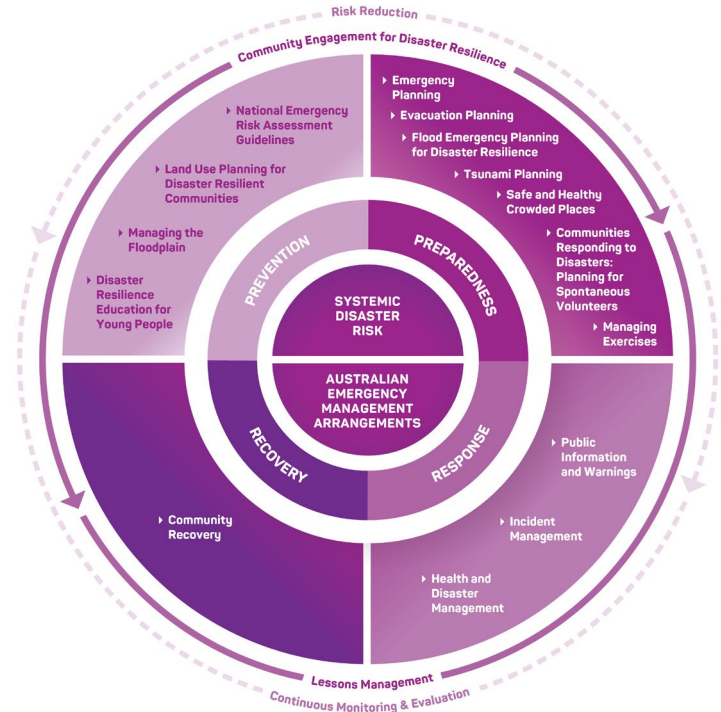 Risk Reduction
Community Engagement for Disaster Resilience
National Emergency
Risk Assessment
Guidelines
Land Use Planning for
Disaster Resilient
Communities
Managing the
Floodplain
Disaster
Resilience
Education for
Young People
Emergency
Planning
Evacuation Planning
Flood Emergency Planning
for Disaster Resilience
Tsunami Planning
Safe and Healthy
Crowded Places
Communities
Responding to
Disasters:
Planning for
Spontaneous
Volunteers
Managing
Exercises
PREVENTION
PREPAREDNESS
SYSTEMIC
DISASTER
RISK
AUSTRALIAN
EMERGENCY
MANAGEMENT
ARRANGEMENTS
RECOVERY
RESPONSE
Community
Recovery
Public
Information
and Warnings
Incident
Management
Health and
Disaster
Management
Lessons Management
Continuous Monitoring & Evaluation